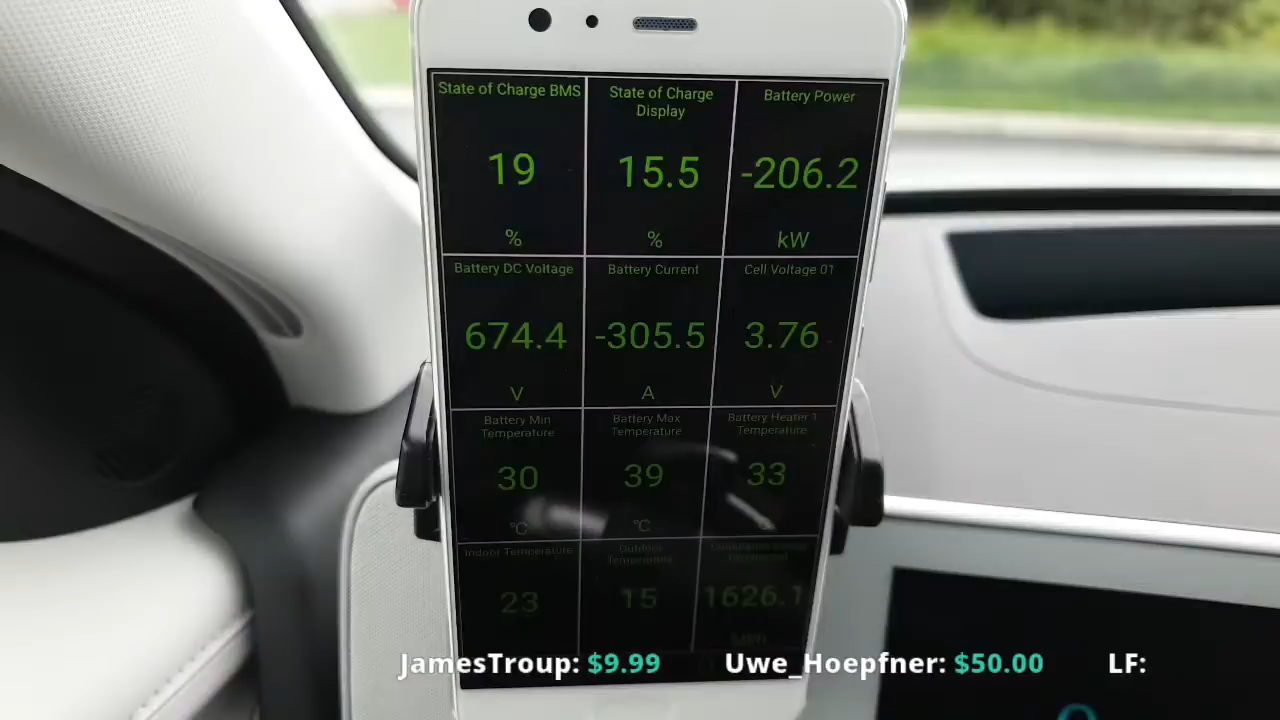 State of Charge BMS
19
%
State of Charge
Display
15.5
%
Battery Power
-206.2
kW
Battery DC Voltage
674.4
V
Battery Current
-305.5
A
Cell Voltage 01
3.76
V
Battery Min
Temperature
30
°C
Battery Max
Temperature
39
°C
Battery Heater 1
Temperature
33
Indoor Temperature
23
Outdoor
Temperature
15
1626.1
JamesTroup: $9.99 Uwe_Hoepfner: $50.00 LF: